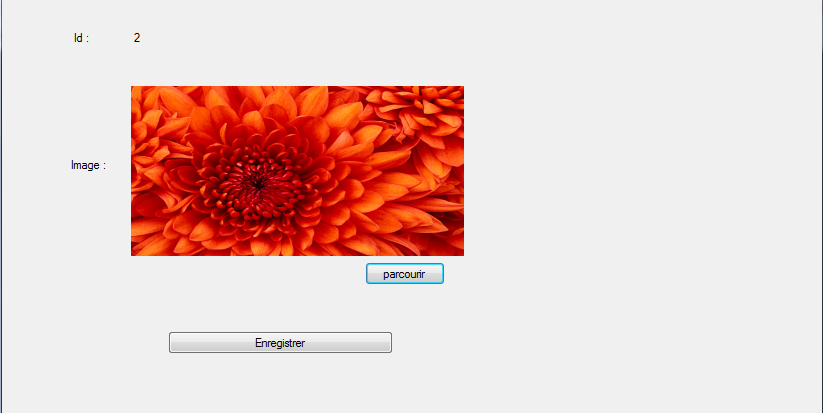 Id : 2
Image :
parcourir
Enregistrer